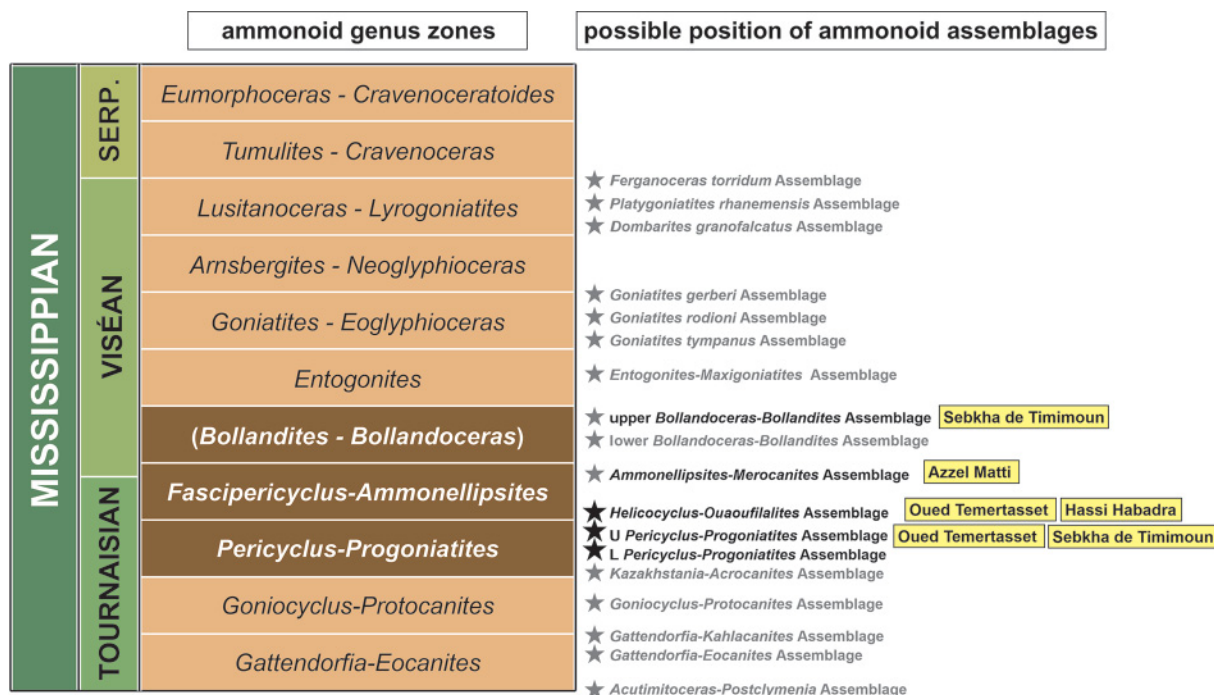 ammonoid genus zones
possible position of ammonoid assemblages
MISSISSIPPIAN
SERP.
VISÉAN
TOURNAISIAN
Eumorphoceras - Cravenoceratoides
Tumulites - Cravenoceras
Lusitanoceras - Lyrogoniatites
Arnsbergites - Neoglyphioceras
Goniatites - Eoglyphioceras
Entogonites
(Bollandites - Bollandoceras)
Fascipericyclus-Ammonellipsites
Pericyclus-Progoniatites
Goniocyclus-Protocanites
Gattendorfia-Eocanites
Ferganoceras torridum Assemblage
Platygoniatites rhanemensis Assemblage
Dombarites granofalcatus Assemblage
Goniatites gerberi Assemblage
Goniatites rodioni Assemblage
Goniatites tympanus Assemblage
Entogonites-Maxigoniatites Assemblage
upper Bollandoceras-Bollandites Assemblage Sebkha de Timimoun
lower Bollandoceras-Bollandites Assemblage
Ammonellipsites-Merocanites Assemblage Azzel Matti
Helicocyclus-Ouaoufilalites Assemblage Oued Temertasset Hassi Habadra
U Pericyclus-Progoniatites Assemblage Oued Temertasset Sebkha de Timimoun
L Pericyclus-Progoniatites Assemblage
Kazakhstania-Acrocanites Assemblage
Goniocyclus-Protocanites Assemblage
Gattendorfia-Kahlacanites Assemblage
Gattendorfia-Eocanites Assemblage
Acutimitoceras-Postclymenia Assemblage